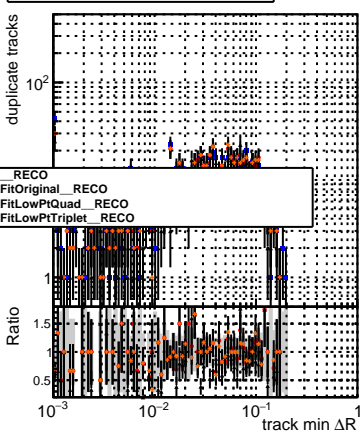 duplicate tracks
10²
__RECO
FitOriginal__RECO
FitLowPtQuad__RECO
FitLowPtTriplet__RECO
1
Ratio
1.5
1
0.5
10⁻³ 10⁻² 10⁻¹ 1
track min ΔR